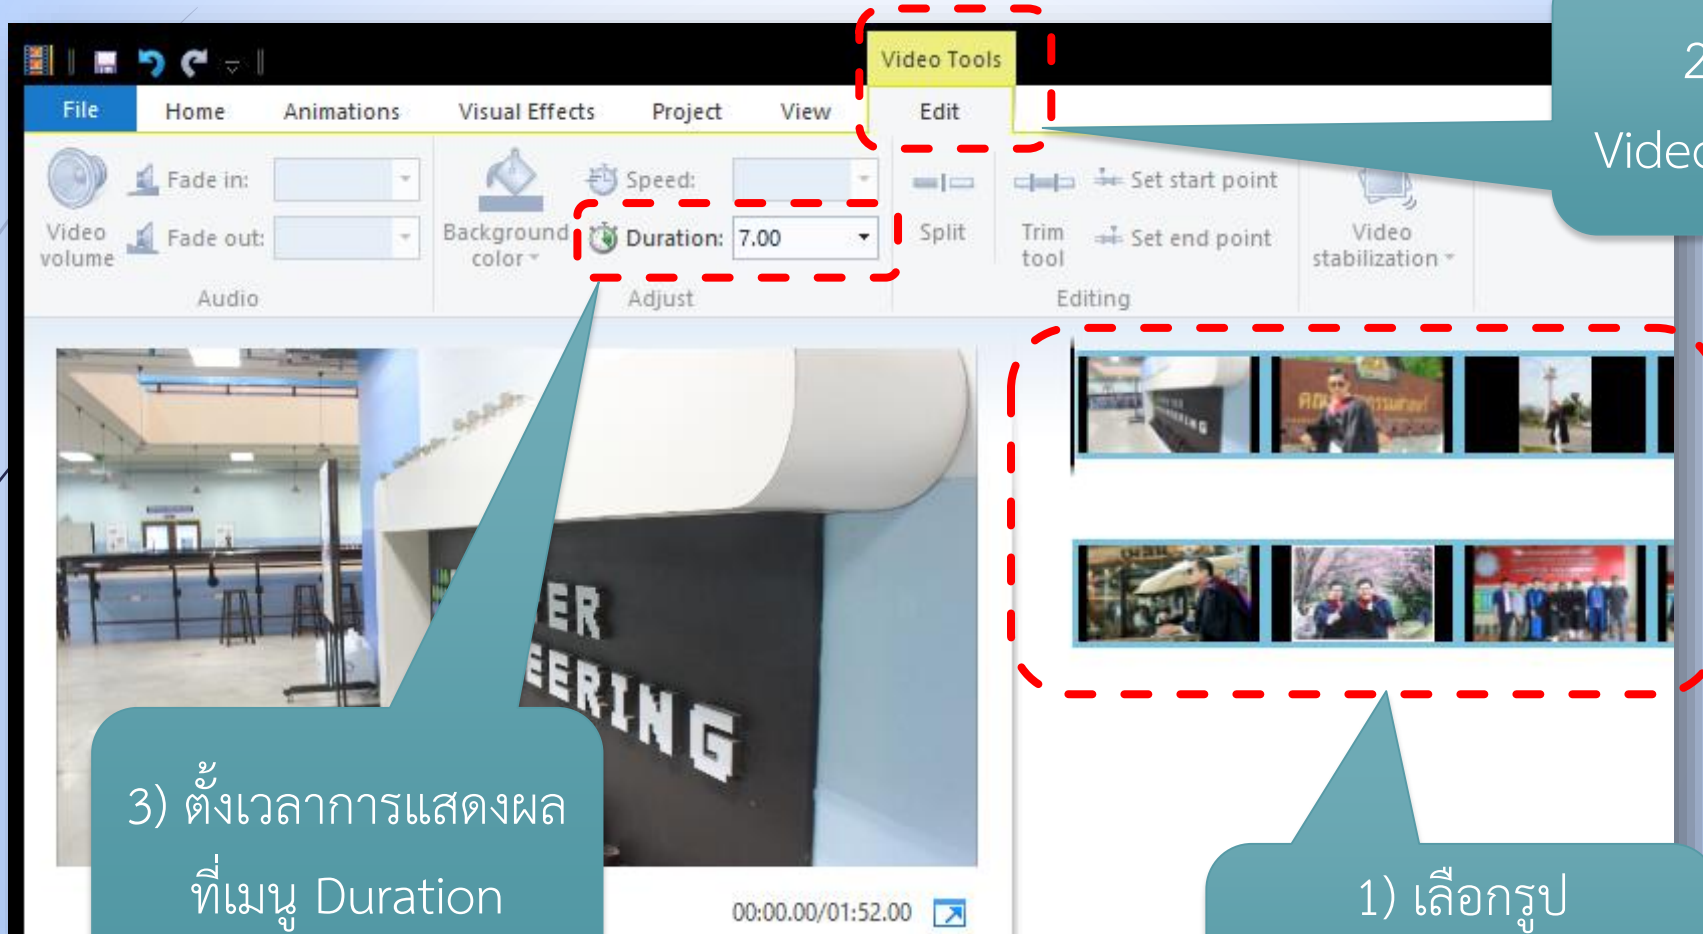 Video Tools
2
File Home Animations Visual Effects Project View Edit
Video
Fade in: Speed: Set start point
Video volume Fade out: Background color Duration: 7.00 Split Trim tool Set end point Video stabilization
Audio Adjust Editing
ER
EERING
3) ตั้งเวลาการแสดงผล
ที่เมนู Duration
1) เลือกรูป
00:00.00/01:52.00